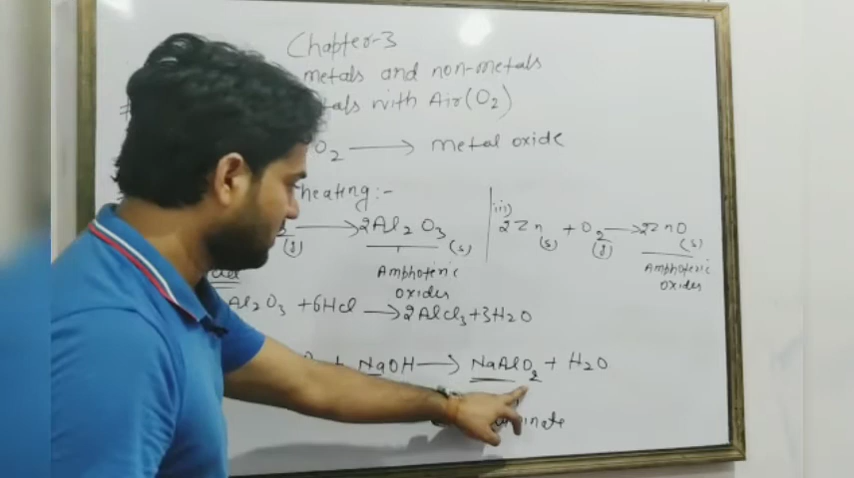 Chapter-3
metals and non-metals
with Air(O₂)
O₂ ⟶ metal oxide
heating:-
⟶ 2Al₂O₃ (s)
(g)
Amphoteric
oxides
iii)
2Zn(s) + O₂(g) ⟶ 2ZnO(s)
Amphoteric
oxides
Al₂O₃ + 6HCl ⟶ 2AlCl₃ + 3H₂O
+ NaOH ⟶ NaAlO₂ + H₂O